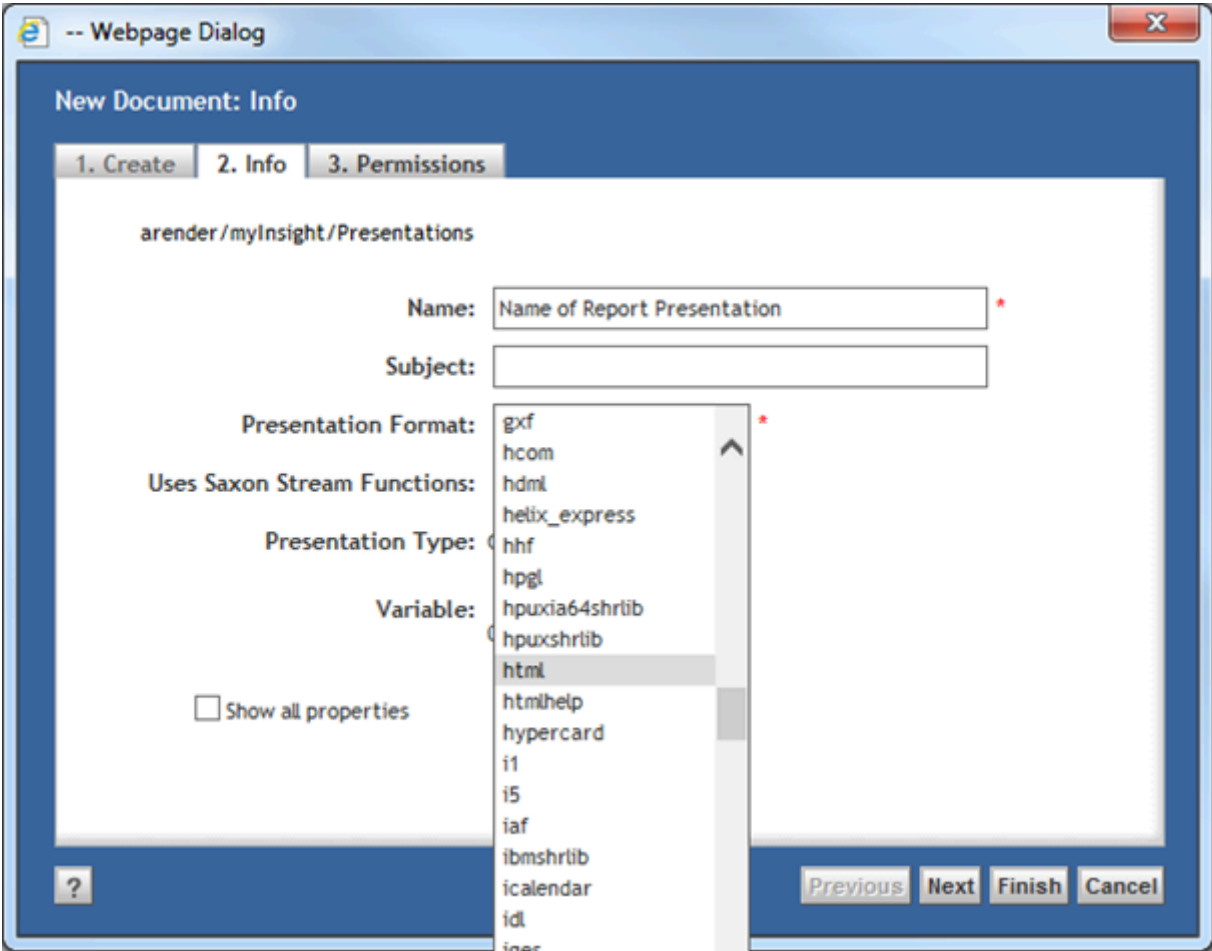 -- Webpage Dialog
New Document: Info
1. Create 2. Info 3. Permissions
arender/myInsight/Presentations
Name: Name of Report Presentation *
Subject:
Presentation Format: *
Uses Saxon Stream Functions:
Presentation Type:
Variable:
gxf
hcom
hdml
helix_express
hhf
hpgl
hpuxia64shrlib
hpuxshrlib
html
htmlhelp
hypercard
i1
i5
iaf
ibmshrlib
icalendar
idl
iges
Show all properties
? Previous Next Finish Cancel